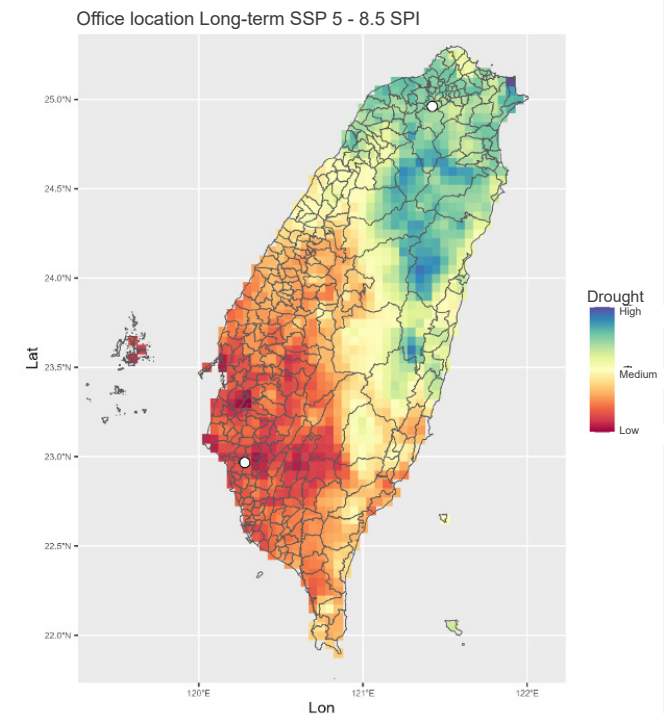 Office location Long-term SSP 5 - 8.5 SPI
25.0°N
24.5°N
24.0°N
23.5°N
23.0°N
22.5°N
22.0°N
Lat
120°E
121°E
122°E
Lon
Drought
High
Medium
Low